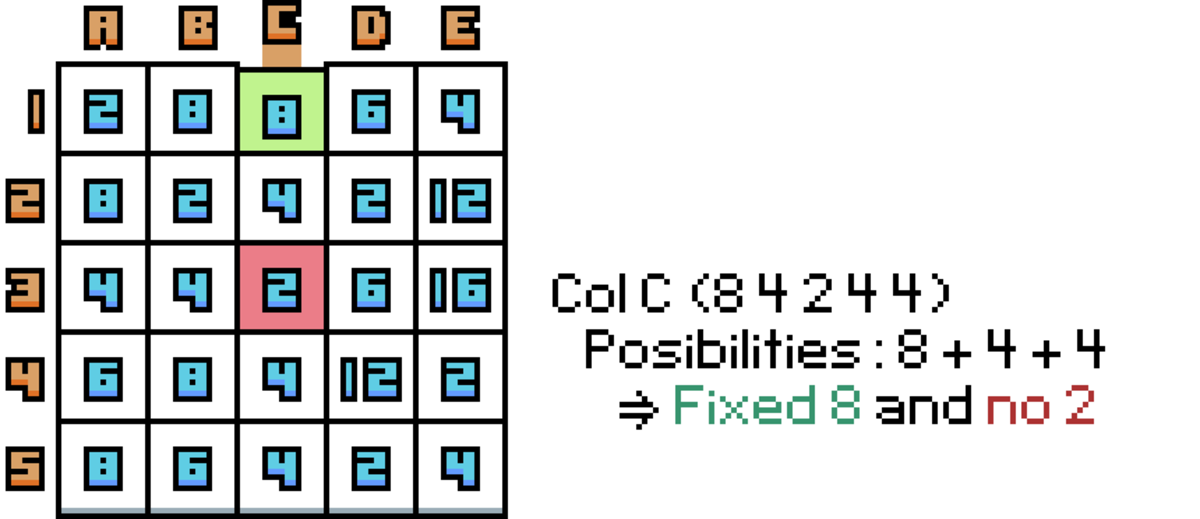 A B C D E
1 2 8 8 6 4
2 8 2 4 2 12
3 4 4 2 6 16
4 6 8 4 12 2
5 8 6 4 2 4
Col C (8 4 2 4 4)
Posibilities : 8 + 4 + 4
⇒ Fixed 8 and no 2